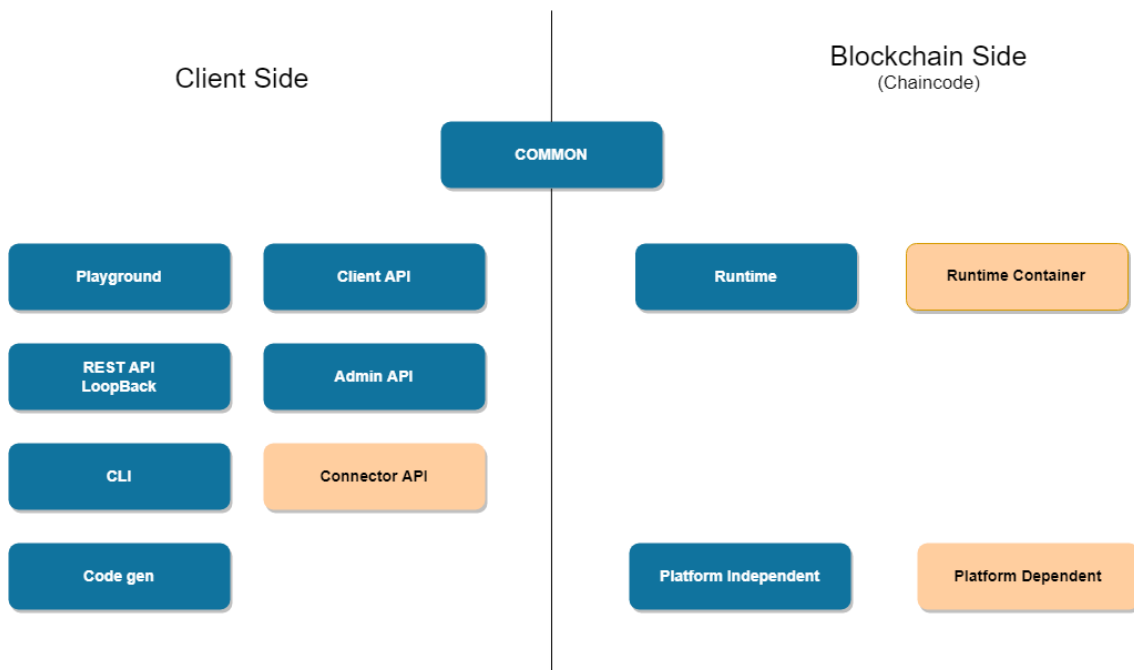 Client Side
Blockchain Side
(Chaincode)
COMMON
Playground
Client API
Runtime
Runtime Container
REST API
LoopBack
Admin API
CLI
Connector API
Code gen
Platform Independent
Platform Dependent